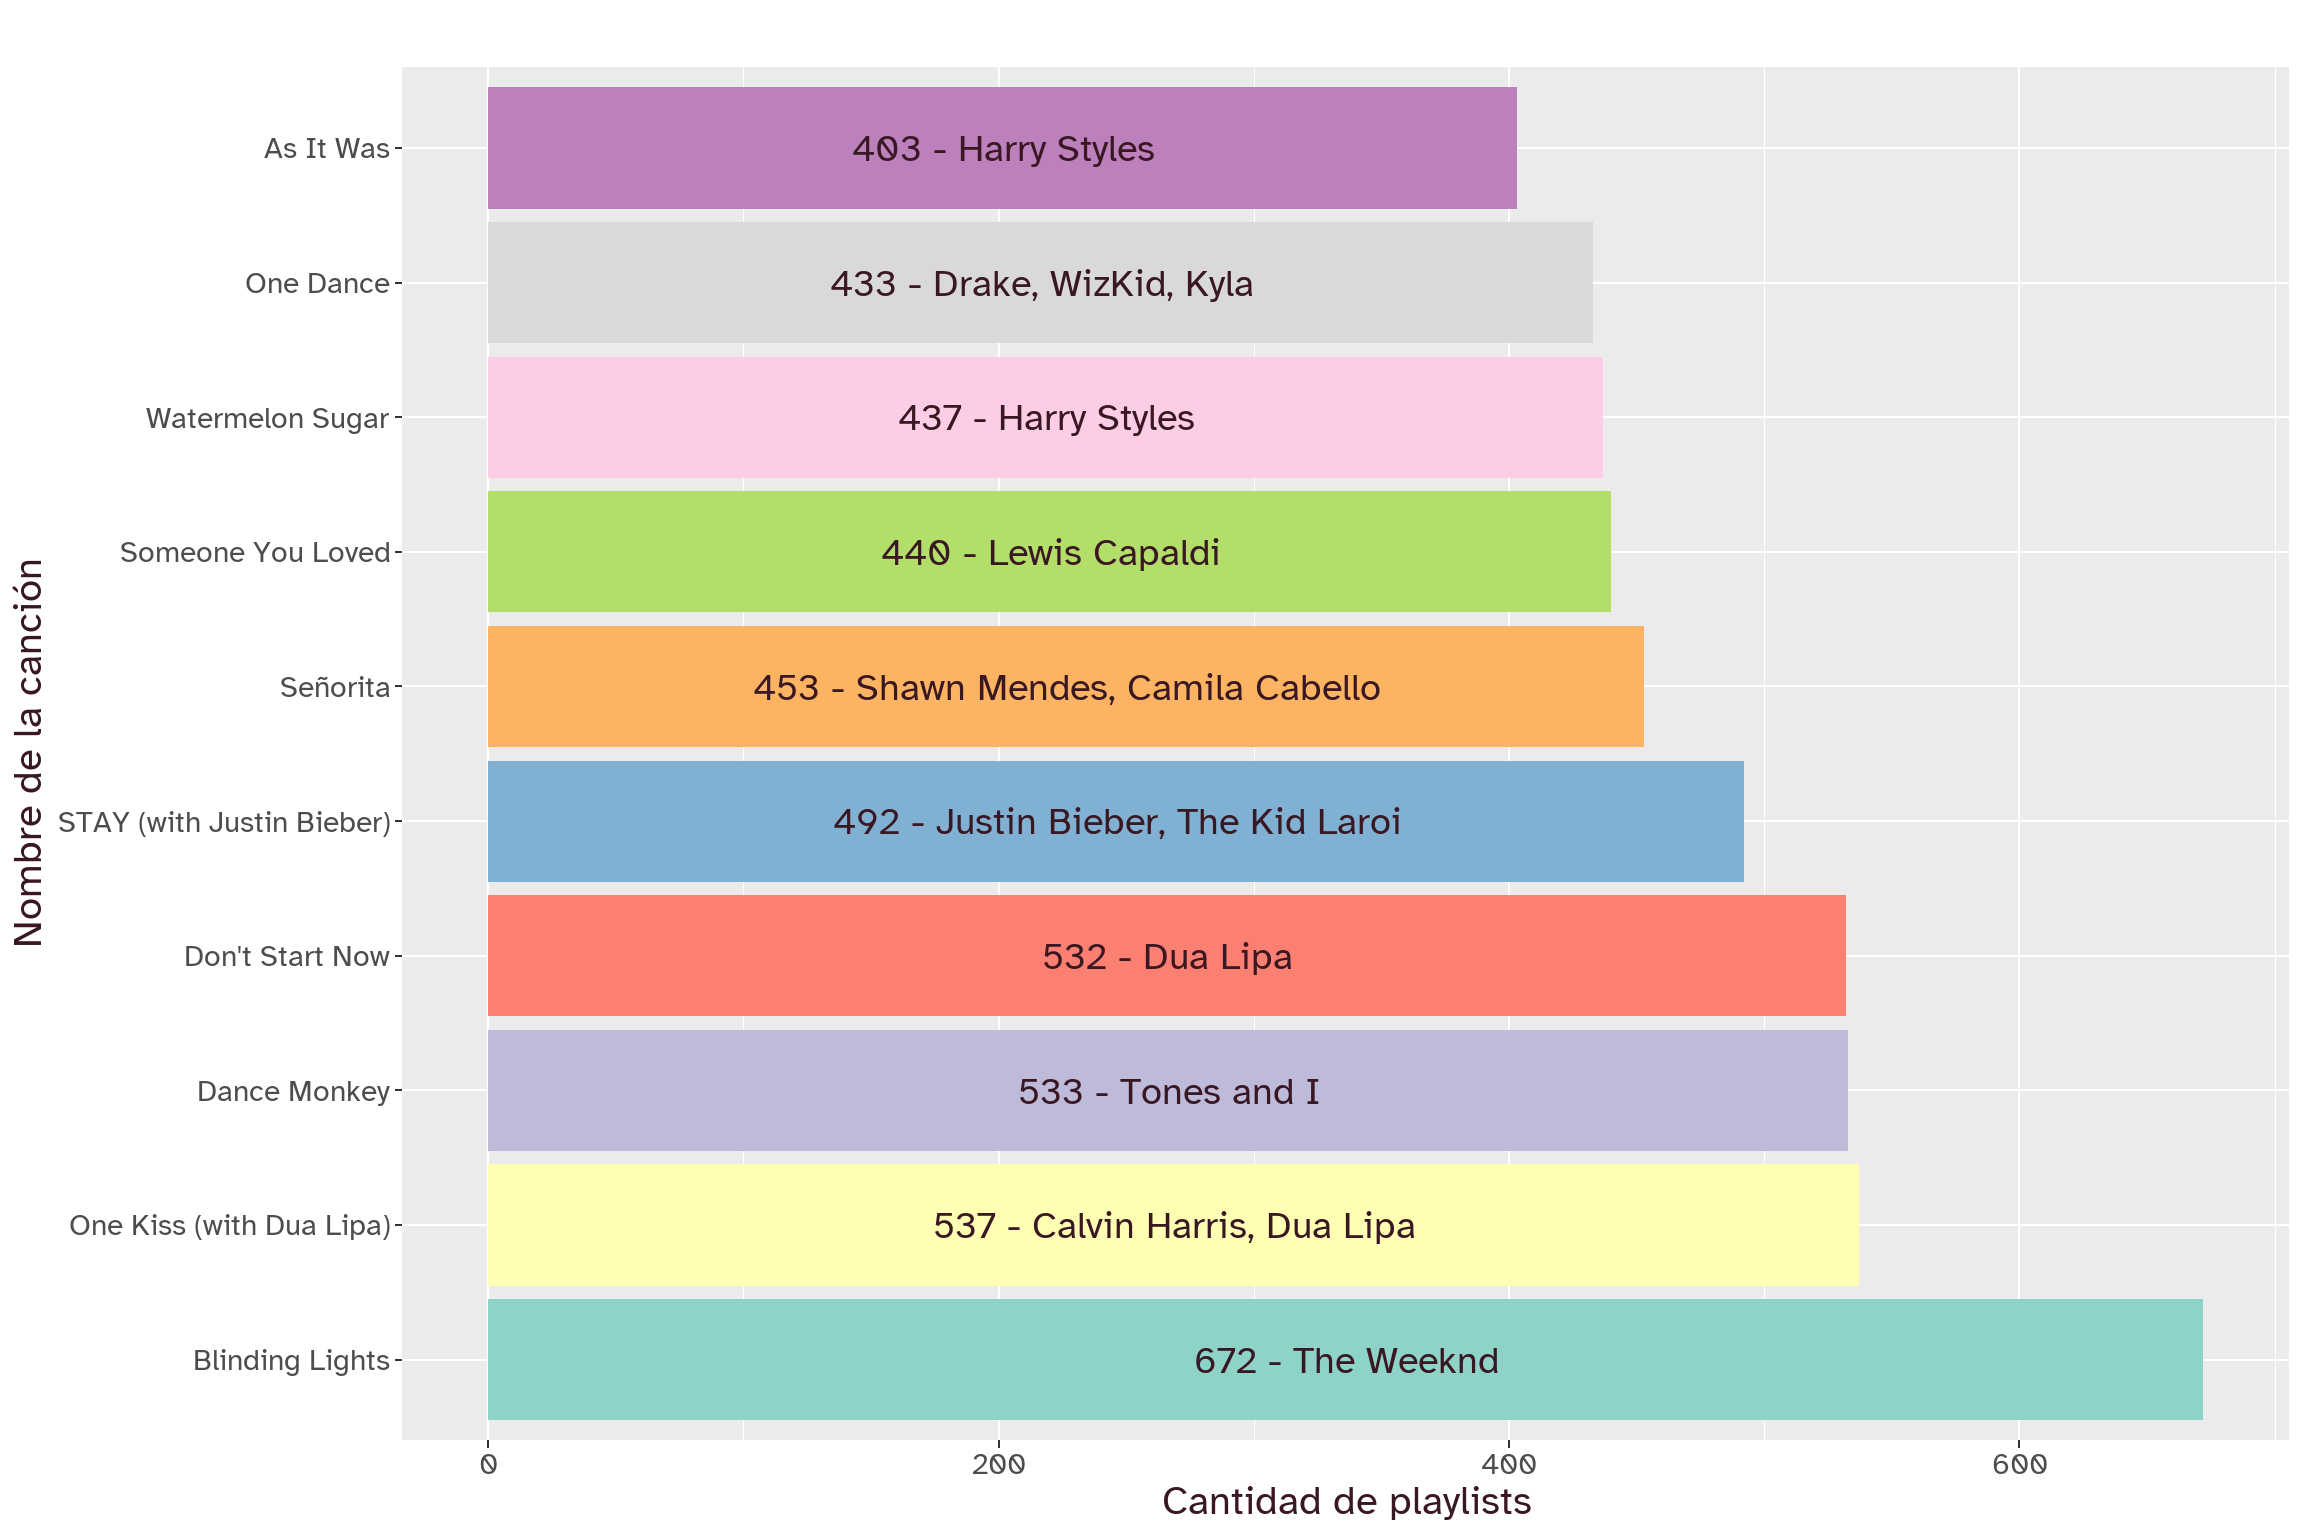 Nombre de la canción
As It Was
403 - Harry Styles
One Dance
433 - Drake, WizKid, Kyla
Watermelon Sugar
437 - Harry Styles
Someone You Loved
440 - Lewis Capaldi
Señorita
453 - Shawn Mendes, Camila Cabello
STAY (with Justin Bieber)
492 - Justin Bieber, The Kid Laroi
Don't Start Now
532 - Dua Lipa
Dance Monkey
533 - Tones and I
One Kiss (with Dua Lipa)
537 - Calvin Harris, Dua Lipa
Blinding Lights
672 - The Weeknd
0 200 400 600
Cantidad de playlists